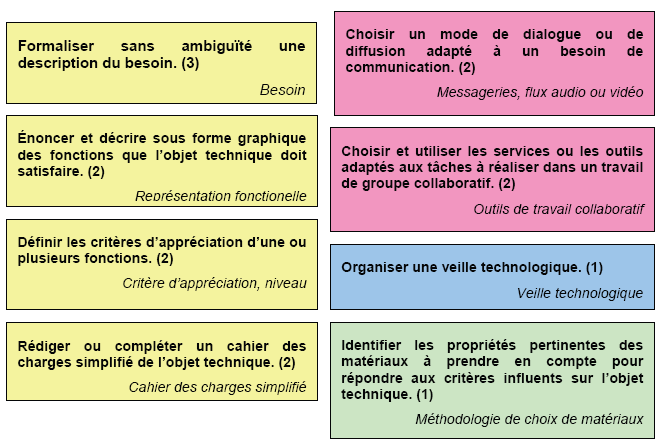 Formaliser sans ambiguïté une
description du besoin. (3)
Besoin
Énoncer et décrire sous forme graphique
des fonctions que l'objet technique doit
satisfaire. (2)
Représentation fonctionelle
Définir les critères d'appréciation d'une ou
plusieurs fonctions. (2)
Critère d'appréciation, niveau
Rédiger ou compléter un cahier des
charges simplifié de l'objet technique. (2)
Cahier des charges simplifié
Choisir un mode de dialogue ou de
diffusion adapté à un besoin de
communication. (2)
Messageries, flux audio ou vidéo
Choisir et utiliser les services ou les outils
adaptés aux tâches à réaliser dans un travail
de groupe collaboratif. (2)
Outils de travail collaboratif
Organiser une veille technologique. (1)
Veille technologique
Identifier les propriétés pertinentes des
matériaux à prendre en compte pour
répondre aux critères influents sur l'objet
technique. (1)
Méthodologie de choix de matériaux